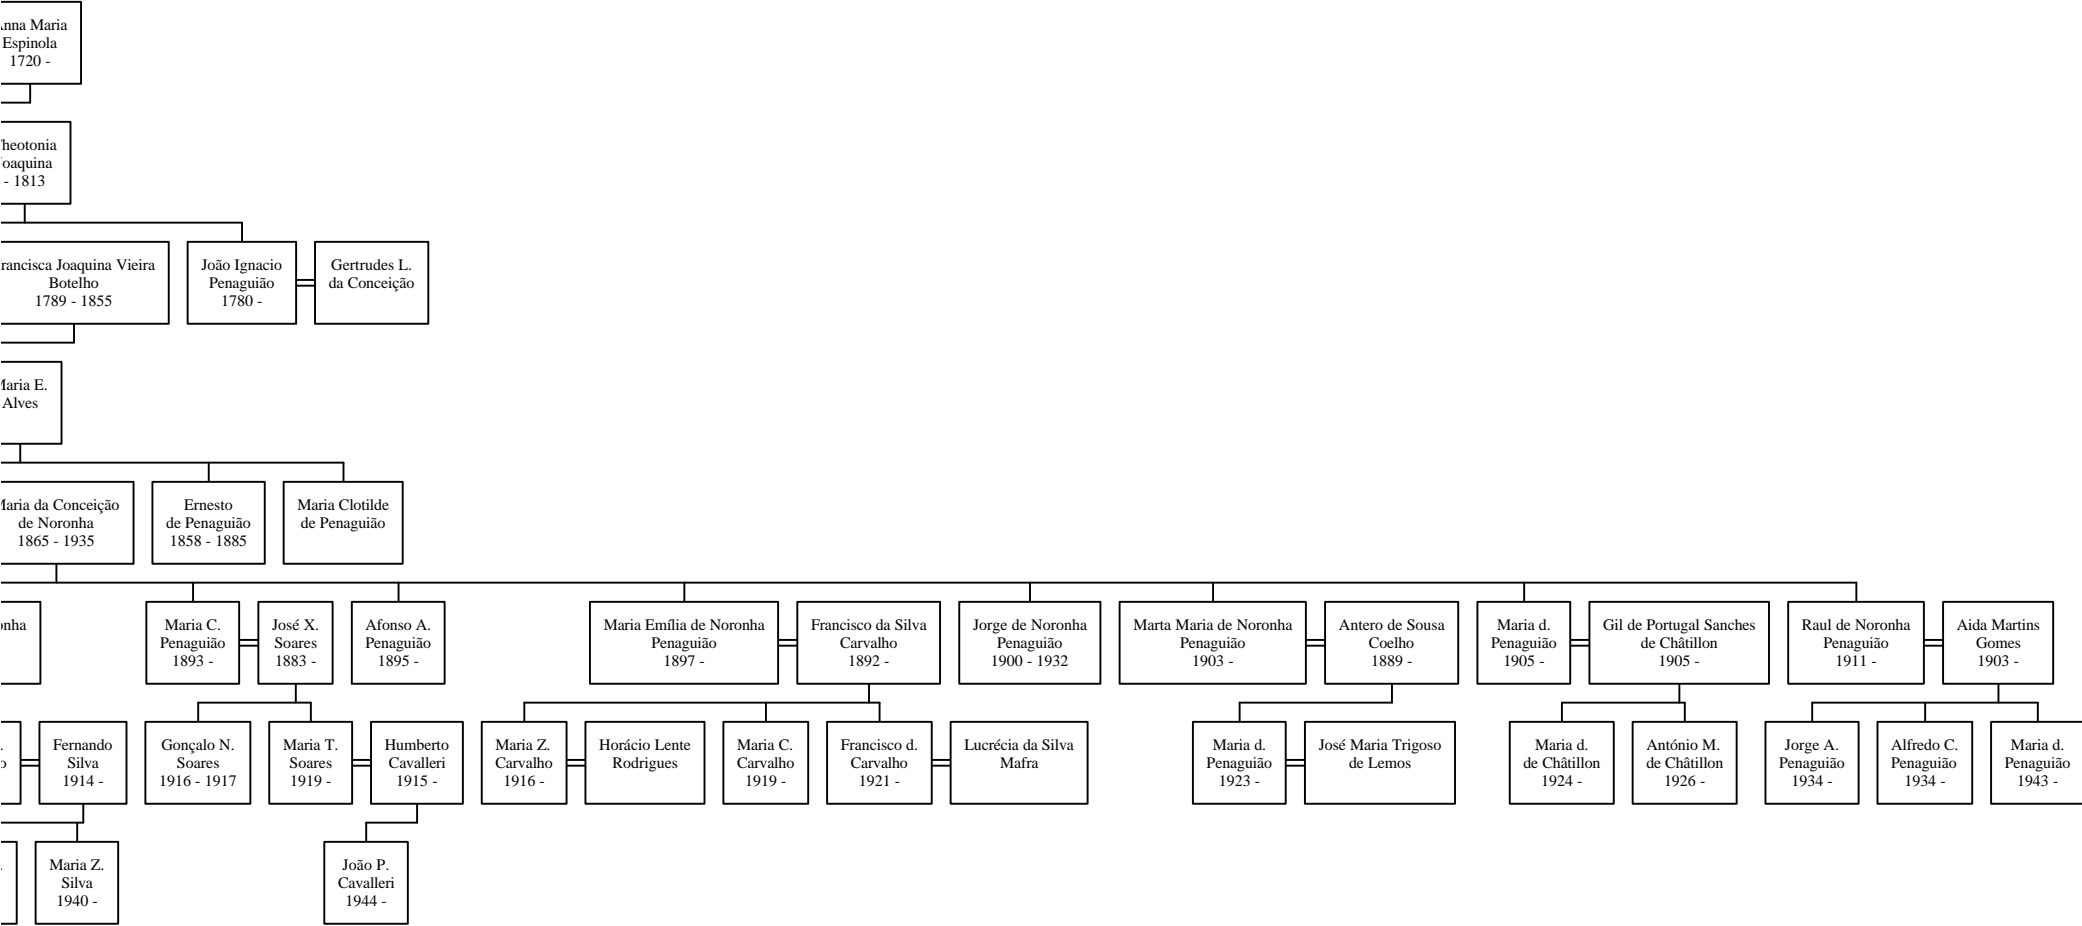 Maria
Espinola
1720 -
- 1813
Joaquina Vieira
Botelho
1789 - 1855
João Ignacio
Penaguião
1780 -
Gertrudes L.
da Conceição
E.
Alves
da Conceição
de Noronha
1865 - 1935
Ernesto
de Penaguião
1858 - 1885
Maria Clotilde
de Penaguião
Maria C.
Penaguião
1893 -
José X.
Soares
1883 -
Afonso A.
Penaguião
1895 -
Maria Emília de Noronha
Penaguião
1897 -
Francisco da Silva
Carvalho
1892 -
Jorge de Noronha
Penaguião
1900 - 1932
Marta Maria de Noronha
Penaguião
1903 -
Antero de Sousa
Coelho
1889 -
Maria d.
Penaguião
1905 -
Gil de Portugal Sanches
de Châtillon
1905 -
Raul de Noronha
Penaguião
1911 -
Aida Martins
Gomes
1903 -
Fernando
Silva
1914 -
Gonçalo N.
Soares
1916 - 1917
Maria T.
Soares
1919 -
Humberto
Cavalleri
1915 -
Maria Z.
Carvalho
1916 -
Horácio Lente
Rodrigues
Maria C.
Carvalho
1919 -
Francisco d.
Carvalho
1921 -
Lucrécia da Silva
Mafra
Maria d.
Penaguião
1923 -
José Maria Trigoso
de Lemos
Maria d.
de Châtillon
1924 -
António M.
de Châtillon
1926 -
Jorge A.
Penaguião
1934 -
Alfredo C.
Penaguião
1934 -
Maria d.
Penaguião
1943 -
Maria Z.
Silva
1940 -
João P.
Cavalleri
1944 -